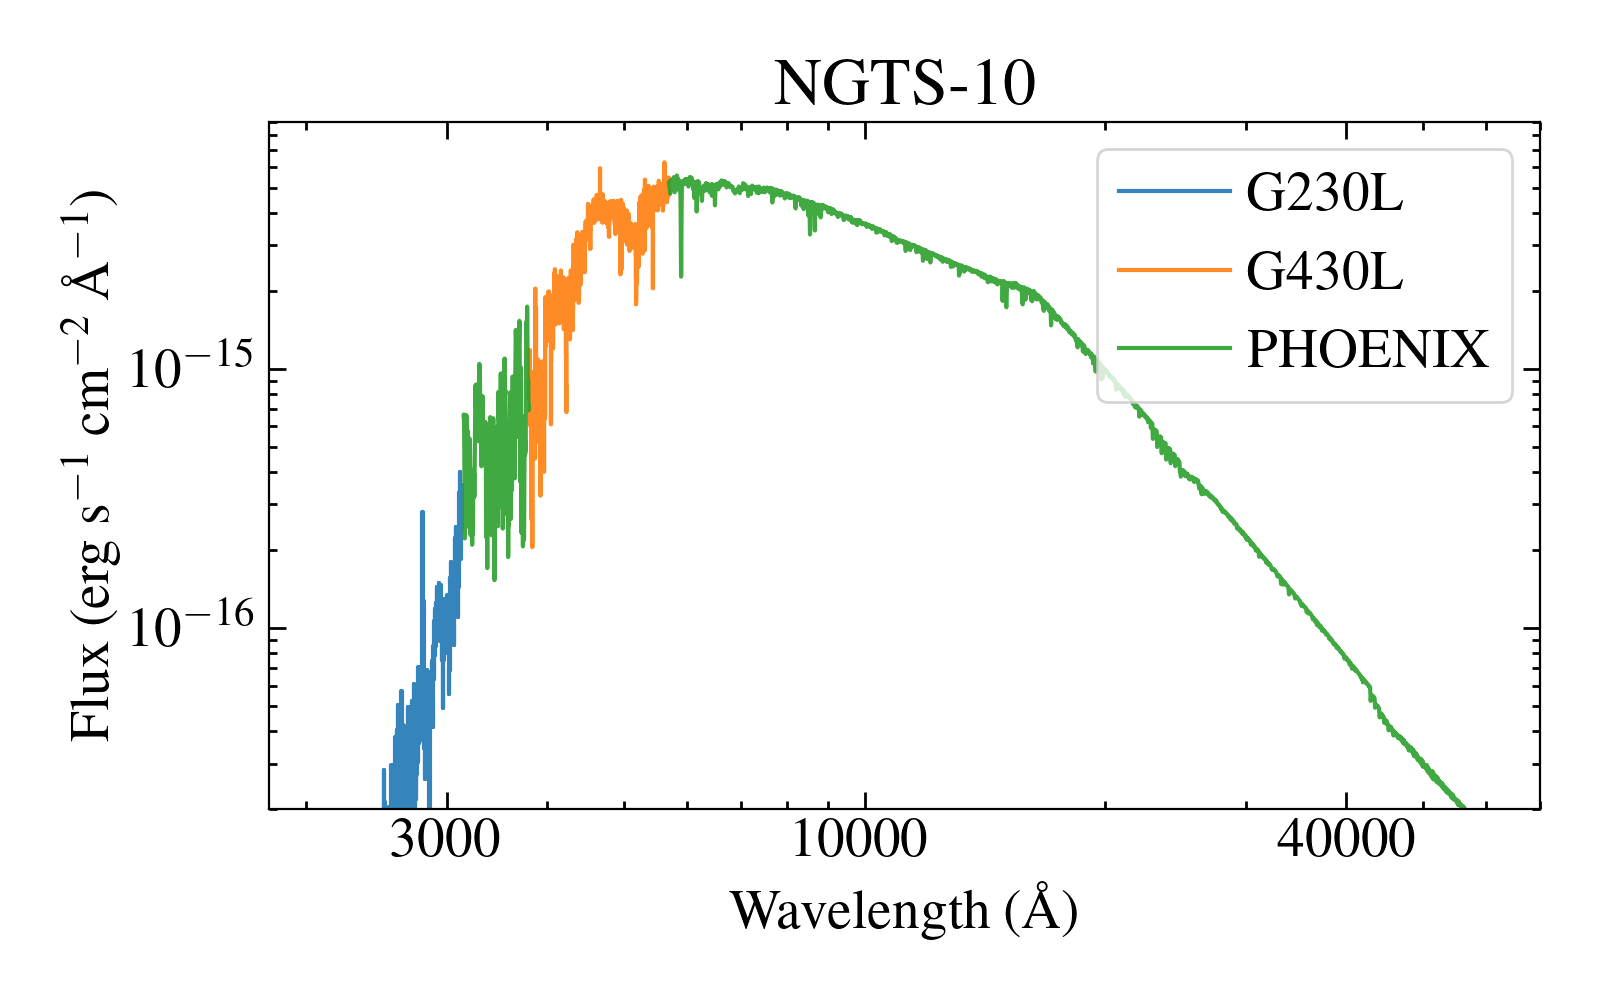 NGTS-10
G230L
G430L
PHOENIX
10⁻¹⁵
10⁻¹⁶
Flux (erg s⁻¹ cm⁻² Å⁻¹)
3000 10000 40000
Wavelength (Å)